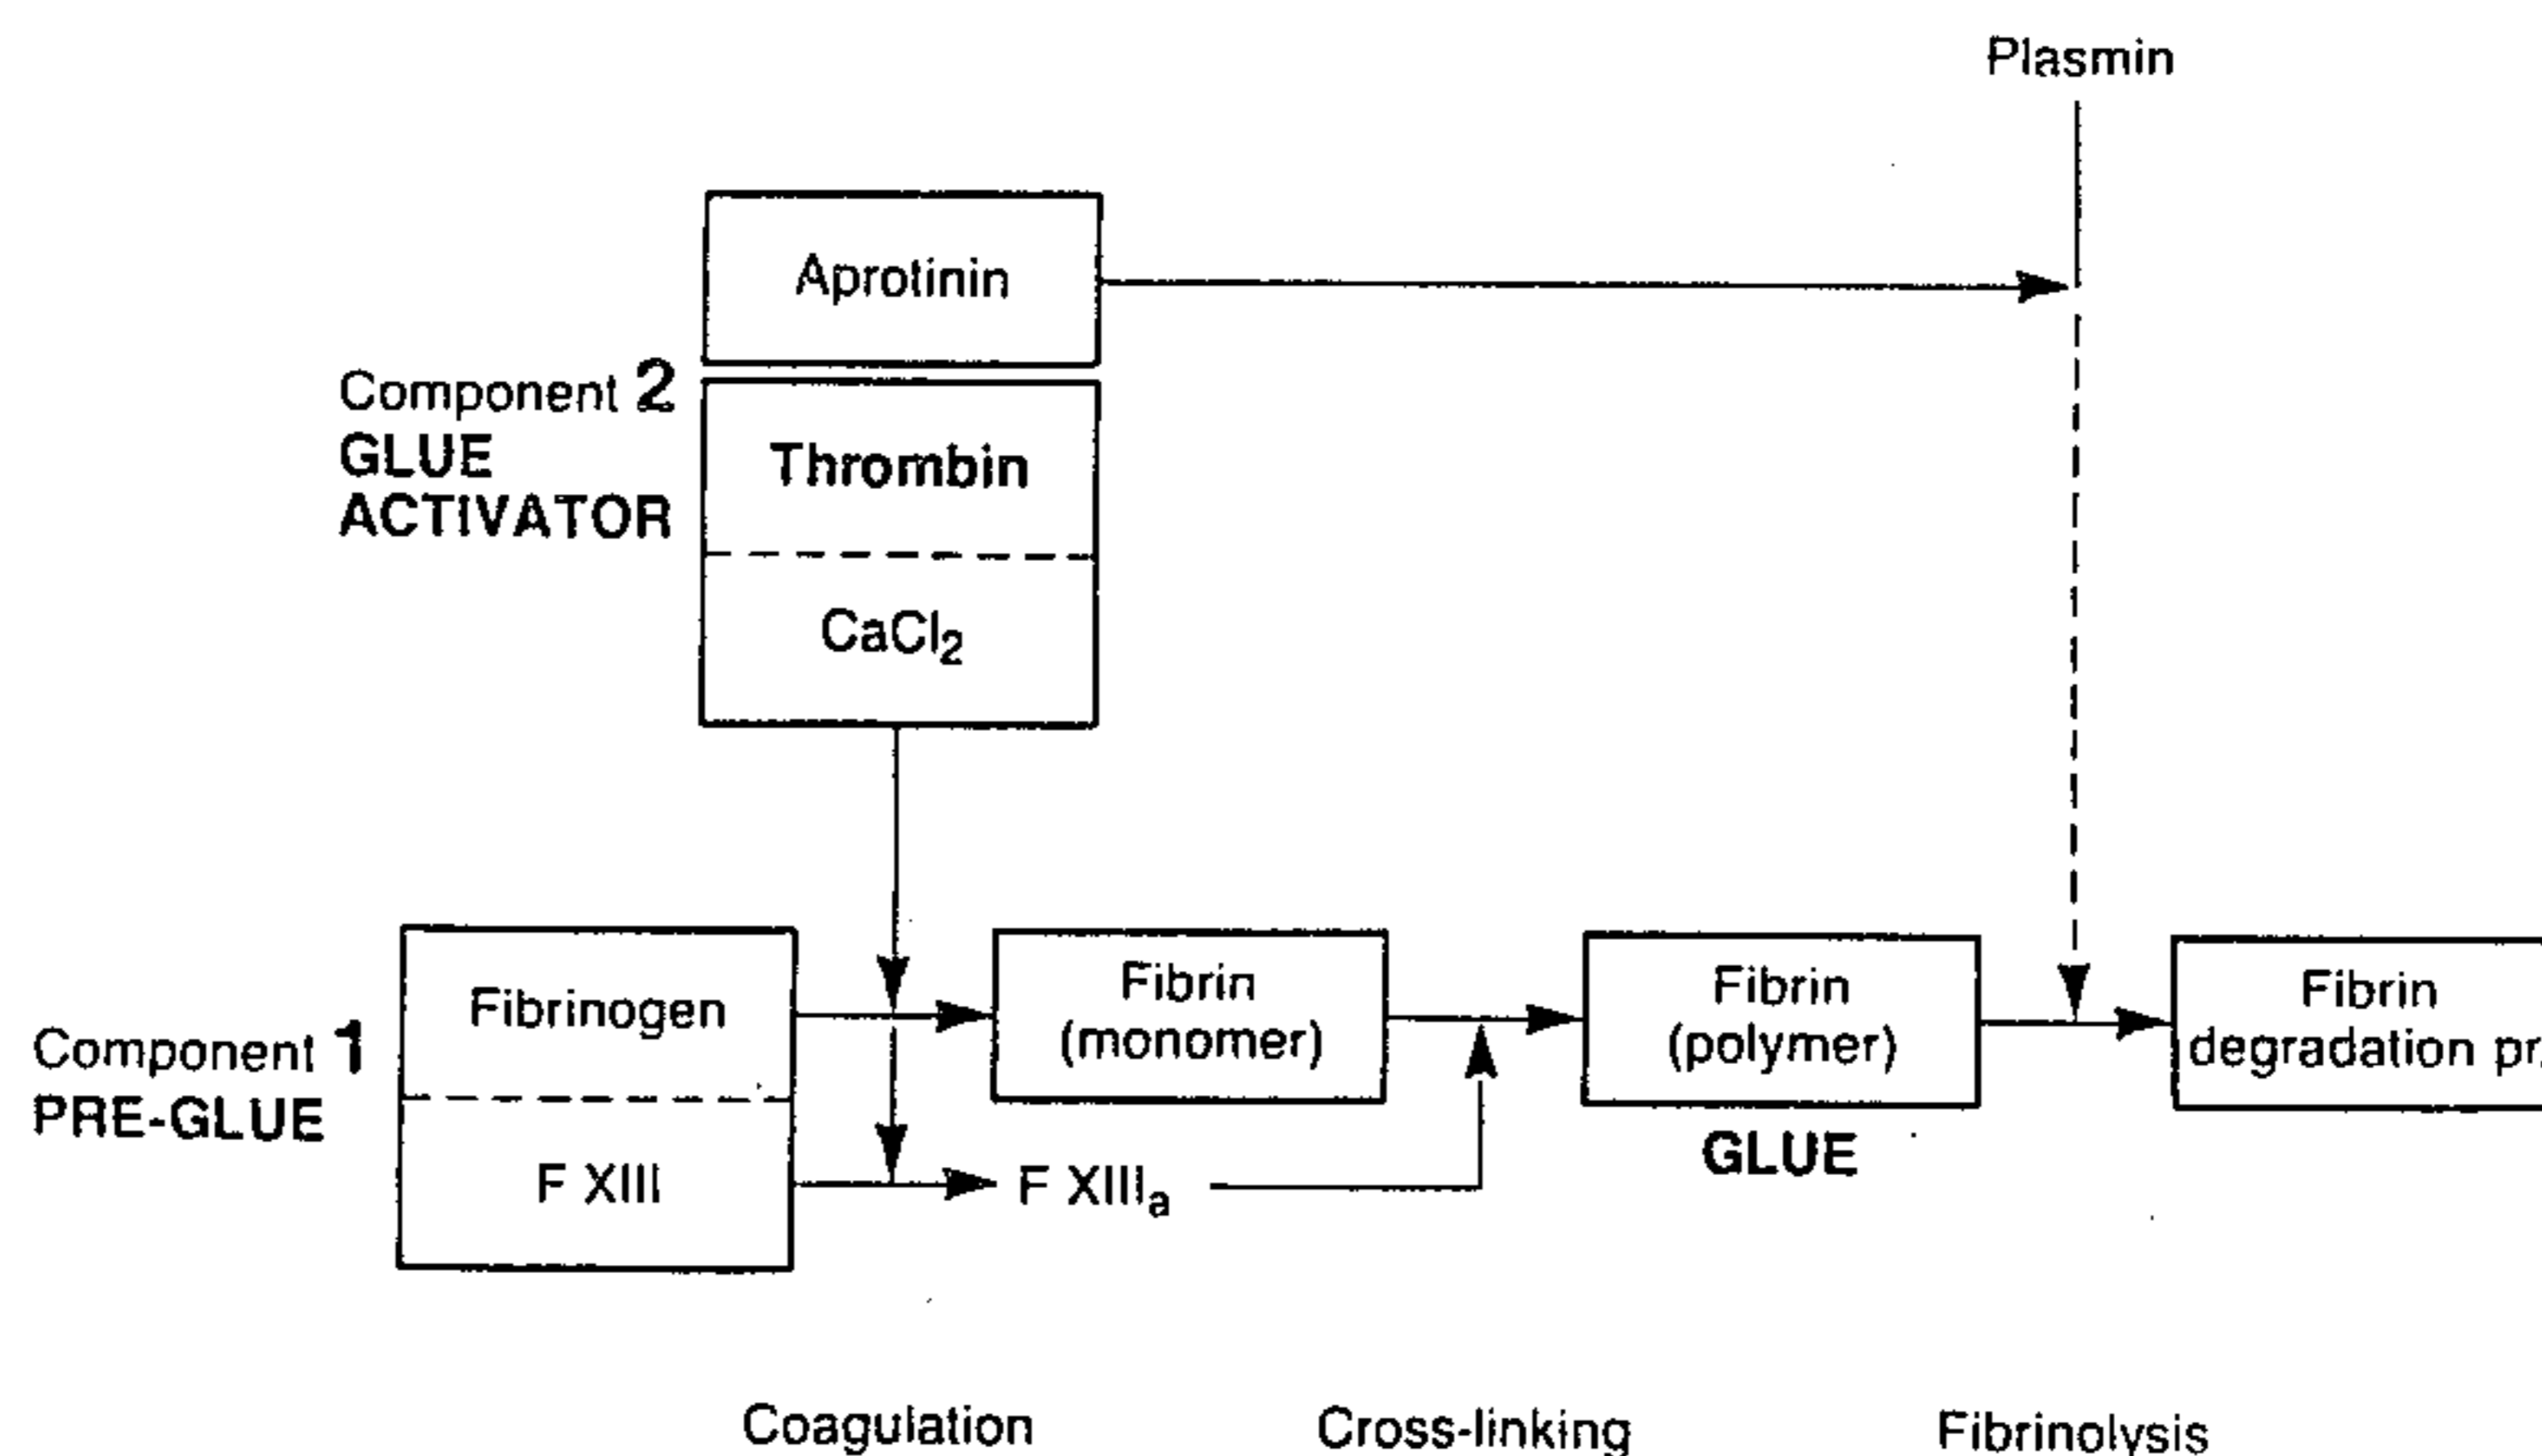 Plasmin
Aprotinin
Component 2
GLUE
ACTIVATOR
Thrombin
CaCl₂
Component 1
PRE-GLUE
Fibrinogen
F XIII
Fibrin
(monomer)
F XIIIₐ
Fibrin
(polymer)
GLUE
Fibrin
degradation
Coagulation
Cross-linking
Fibrinolysis